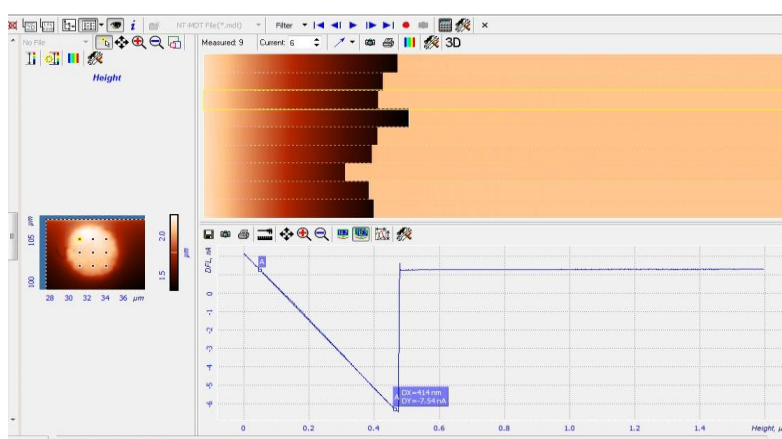 NT-MDT File(*.mdt) Filter
No File Measured: 9 Current: 6 3D
Height
µm
105
100
2.0
1.5
µm
28 30 31 32 34 36 µm
DFL, nA
A
0
-1
-2
-3
-4
-5
-6
A DX=414 nm
DY=-7.54 nA
0 0.2 0.4 0.6 0.8 1.0 1.2 1.4 Height, µ